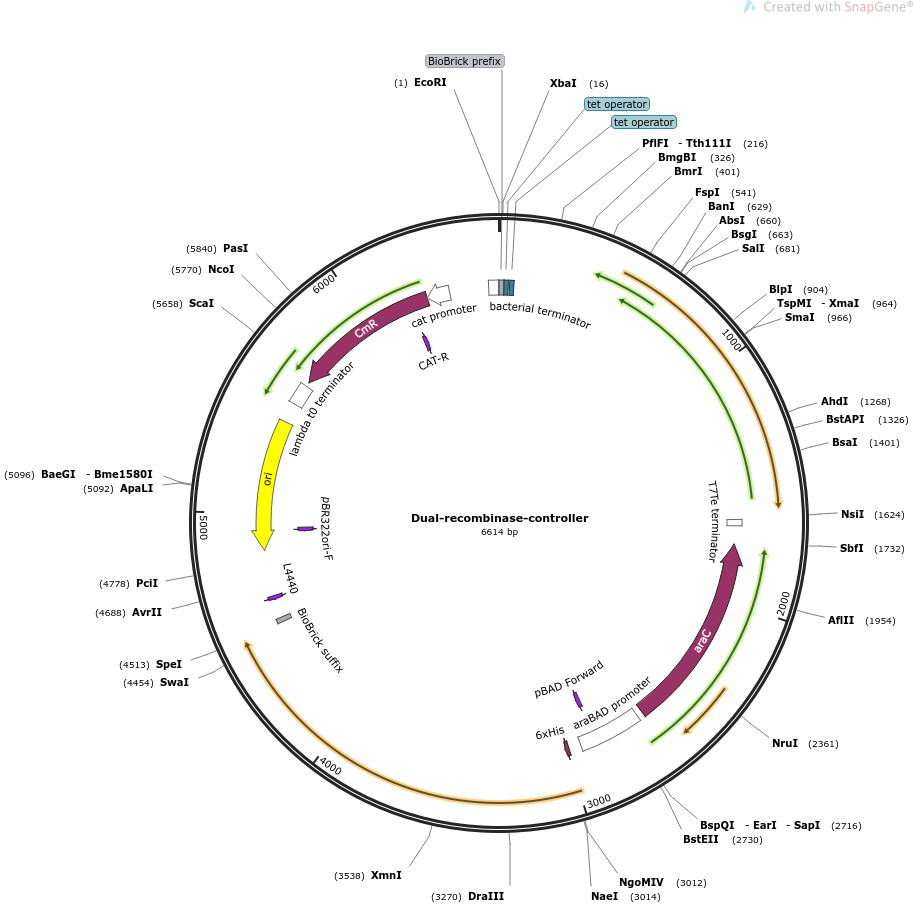 Created with SnapGene®
BioBrick prefix
(1) EcoRI
XbaI (16)
tet operator
tet operator
PflFI - Tth111I (216)
BmgBI (326)
BmrI (401)
FspI (541)
BanI (629)
AbsI (660)
BsgI (663)
SalI (681)
BlpI (904)
TspMI - XmaI (964)
SmaI (966)
AhdI (1268)
BstAPI (1326)
BsaI (1401)
NsiI (1624)
SbfI (1732)
AflII (1954)
NruI (2361)
BspQI - EarI - SapI (2716)
BstEII (2730)
NgoMIV (3012)
NaeI (3014)
(3270) DraIII
(3538) XmnI
(4454) SwaI
(4513) SpeI
(4688) AvrII
(4778) PciI
(5092) ApaLI
(5096) BaeGI - Bme1580I
(5658) ScaI
(5770) NcoI
(5840) PasI
1000
2000
3000
4000
5000
6000
bacterial terminator
cat promoter
CmR
CAT-R
lambda t0 terminator
ori
pBR322ori-F
L4440
BioBrick suffix
T7Te terminator
araC
araBAD promoter
pBAD Forward
6xHis
Dual-recombinase-controller
6614 bp